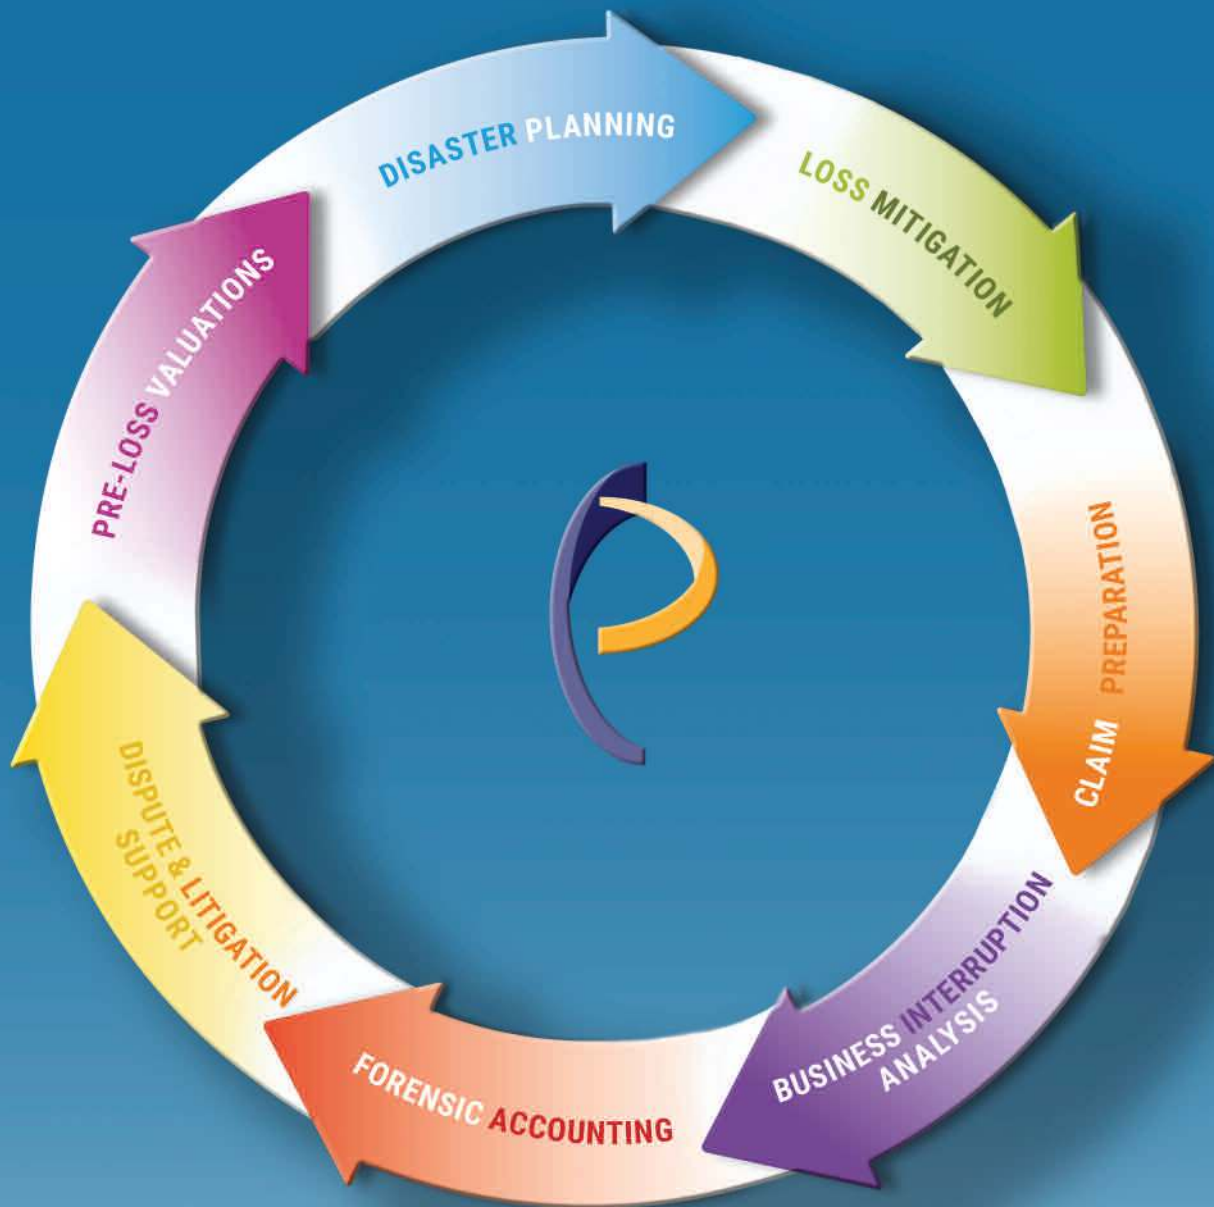 DISASTER PLANNING
LOSS MITIGATION
CLAIM PREPARATION
BUSINESS INTERRUPTION
ANALYSIS
FORENSIC ACCOUNTING
DISPUTE & LITIGATION
SUPPORT
PRE-LOSS VALUATIONS